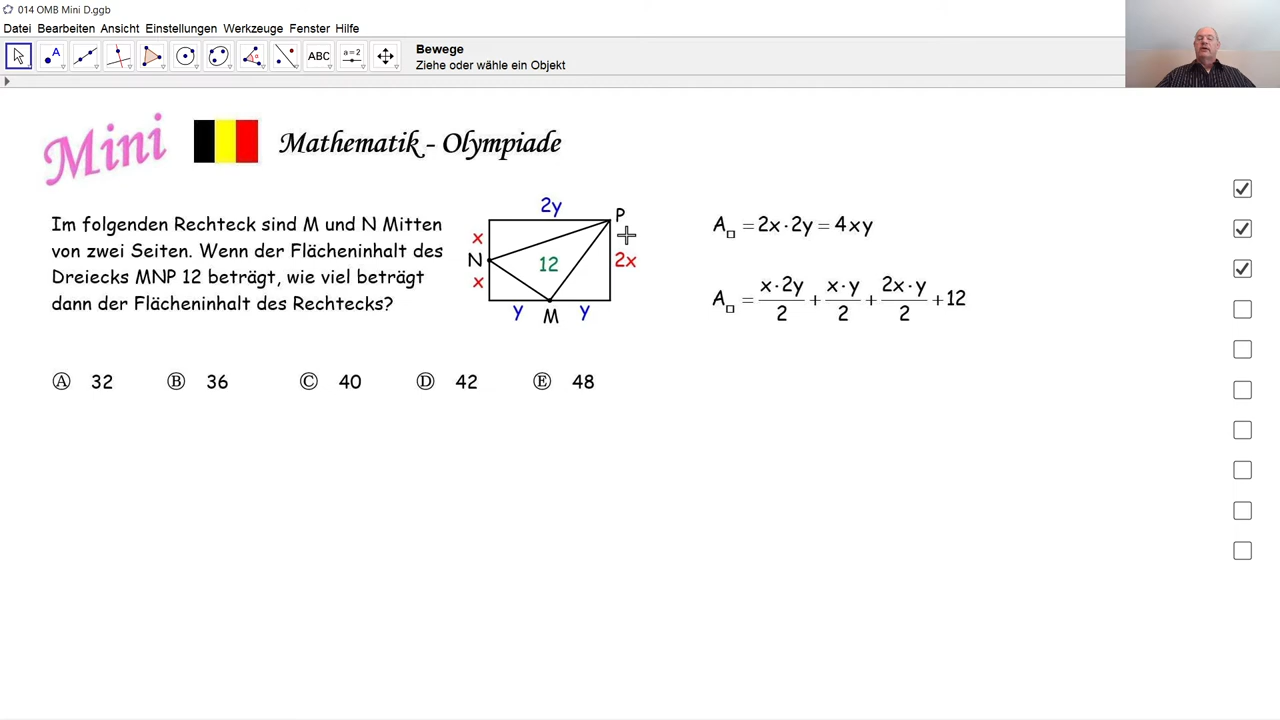 014 OMB Mini D.ggb
Datei Bearbeiten Ansicht Einstellungen Werkzeuge Fenster Hilfe
A
ABC
a=2
Bewege
Ziehe oder wähle ein Objekt
Mini
Mathematik - Olympiade
Im folgenden Rechteck sind M und N Mitten
von zwei Seiten. Wenn der Flächeninhalt des
Dreiecks MNP 12 beträgt, wie viel beträgt
dann der Flächeninhalt des Rechtecks?
2y
P
x
N
12
2x
x
y
M
y
A□ = 2x·2y = 4xy
A□ = x·2y/2 + x·y/2 + 2x·y/2 + 12
Ⓐ 32 Ⓑ 36 Ⓒ 40 Ⓓ 42 Ⓔ 48